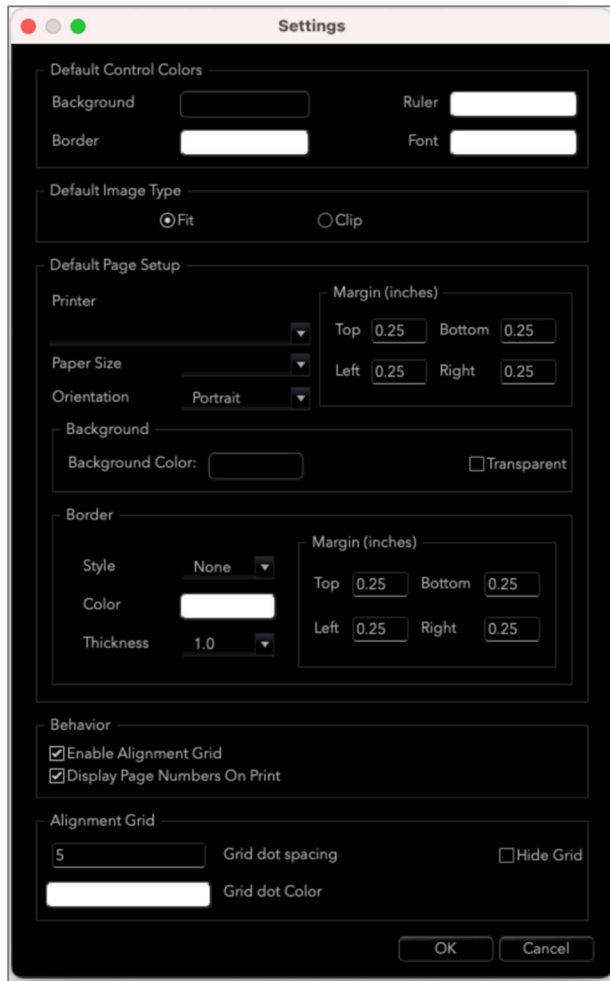 Settings
Default Control Colors
Background Ruler
Border Font
Default Image Type
Fit Clip
Default Page Setup
Printer
Margin (inches)
Top 0.25 Bottom 0.25
Left 0.25 Right 0.25
Paper Size
Orientation Portrait
Background
Background Color: Transparent
Border
Style None
Color
Thickness 1.0
Margin (inches)
Top 0.25 Bottom 0.25
Left 0.25 Right 0.25
Behavior
Enable Alignment Grid
Display Page Numbers On Print
Alignment Grid
5 Grid dot spacing Hide Grid
Grid dot Color
OK Cancel